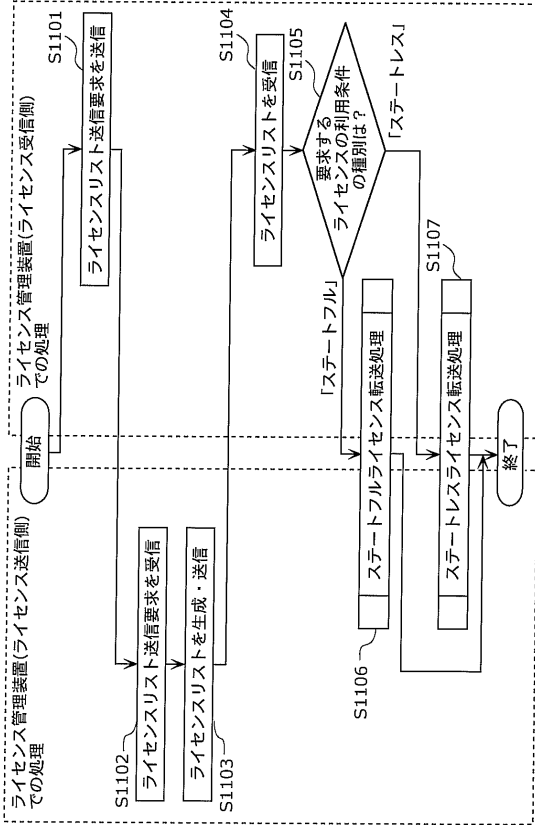 ライセンス管理装置(ライセンス送信側)
での処理
ライセンス管理装置(ライセンス受信側)
での処理
開始
S1101
ライセンスリスト送信要求を送信
S1102
ライセンスリスト送信要求を受信
S1103
ライセンスリストを生成・送信
S1104
ライセンスリストを受信
S1105
要求する
ライセンスの利用条件
の種別は?
「ステートフル」
「ステートレス」
S1106
ステートフルライセンス転送処理
S1107
ステートレスライセンス転送処理
終了